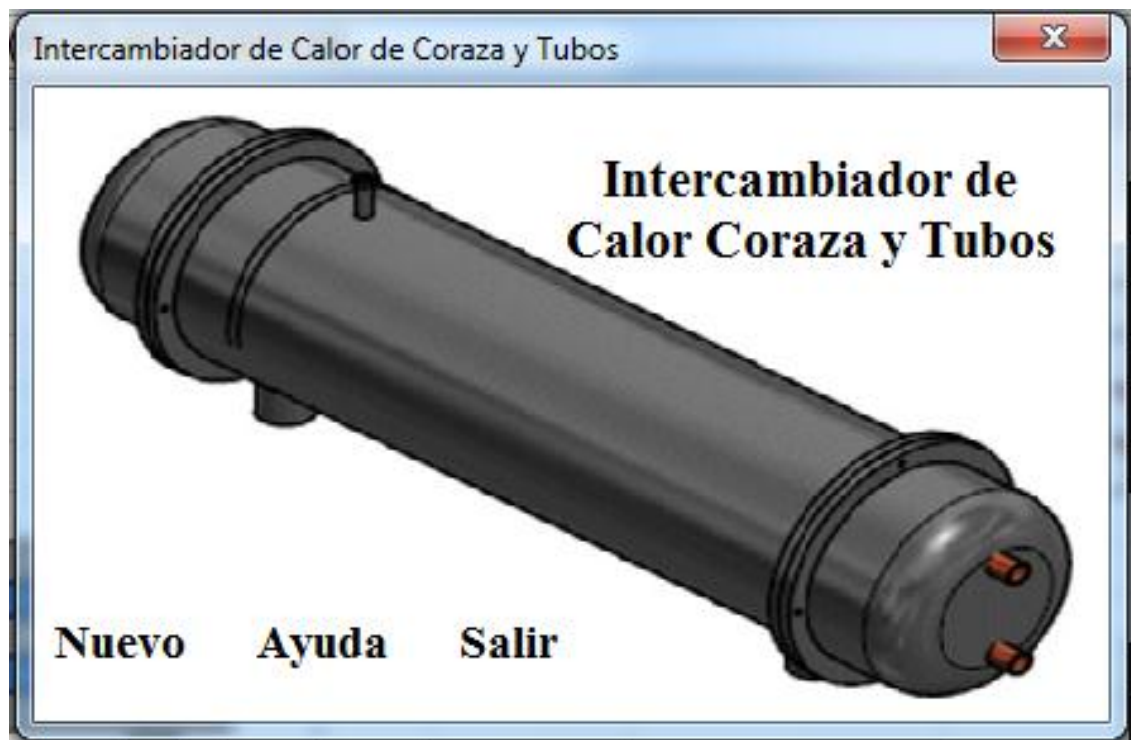 Intercambiador de Calor de Coraza y Tubos
Intercambiador de
Calor Coraza y Tubos
Nuevo Ayuda Salir